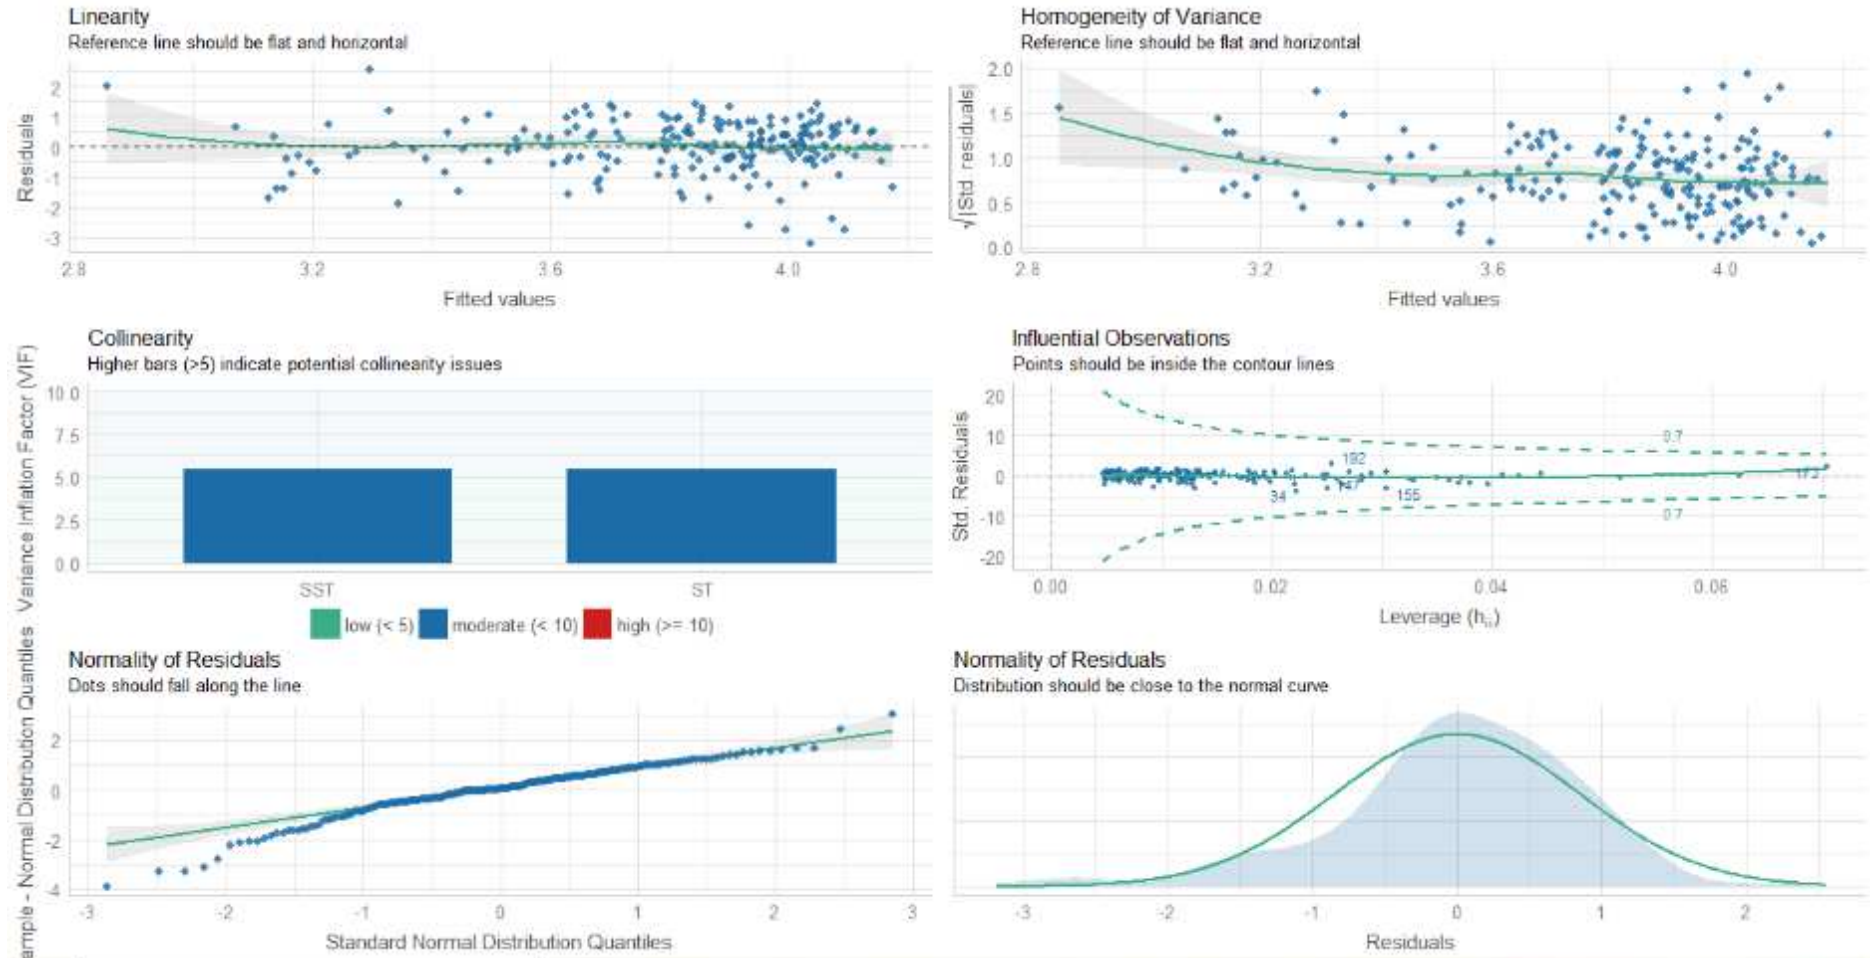 Linearity
Reference line should be flat and horizontal
Residuals
2
1
0
-1
-2
-3
2.8 3.2 3.6 4.0
Fitted values
Homogeneity of Variance
Reference line should be flat and horizontal
√|Std. residuals|
2.0
1.5
1.0
0.5
0.0
2.8 3.2 3.6 4.0
Fitted values
Collinearity
Higher bars (>5) indicate potential collinearity issues
Variance Inflation Factor (VIF)
10.0
7.5
5.0
2.5
0.0
SST ST
low (< 5) moderate (< 10) high (>= 10)
Influential Observations
Points should be inside the contour lines
Std. Residuals
20
10
0
-10
-20
0.7
192
34
155
0.7
0.00 0.02 0.04 0.06
Leverage (hᵢᵢ)
Normality of Residuals
Dots should fall along the line
ample - Normal Distribution Quantiles
2
0
-2
-4
-3 -2 -1 0 1 2 3
Standard Normal Distribution Quantiles
Normality of Residuals
Distribution should be close to the normal curve
-3 -2 -1 0 1 2
Residuals